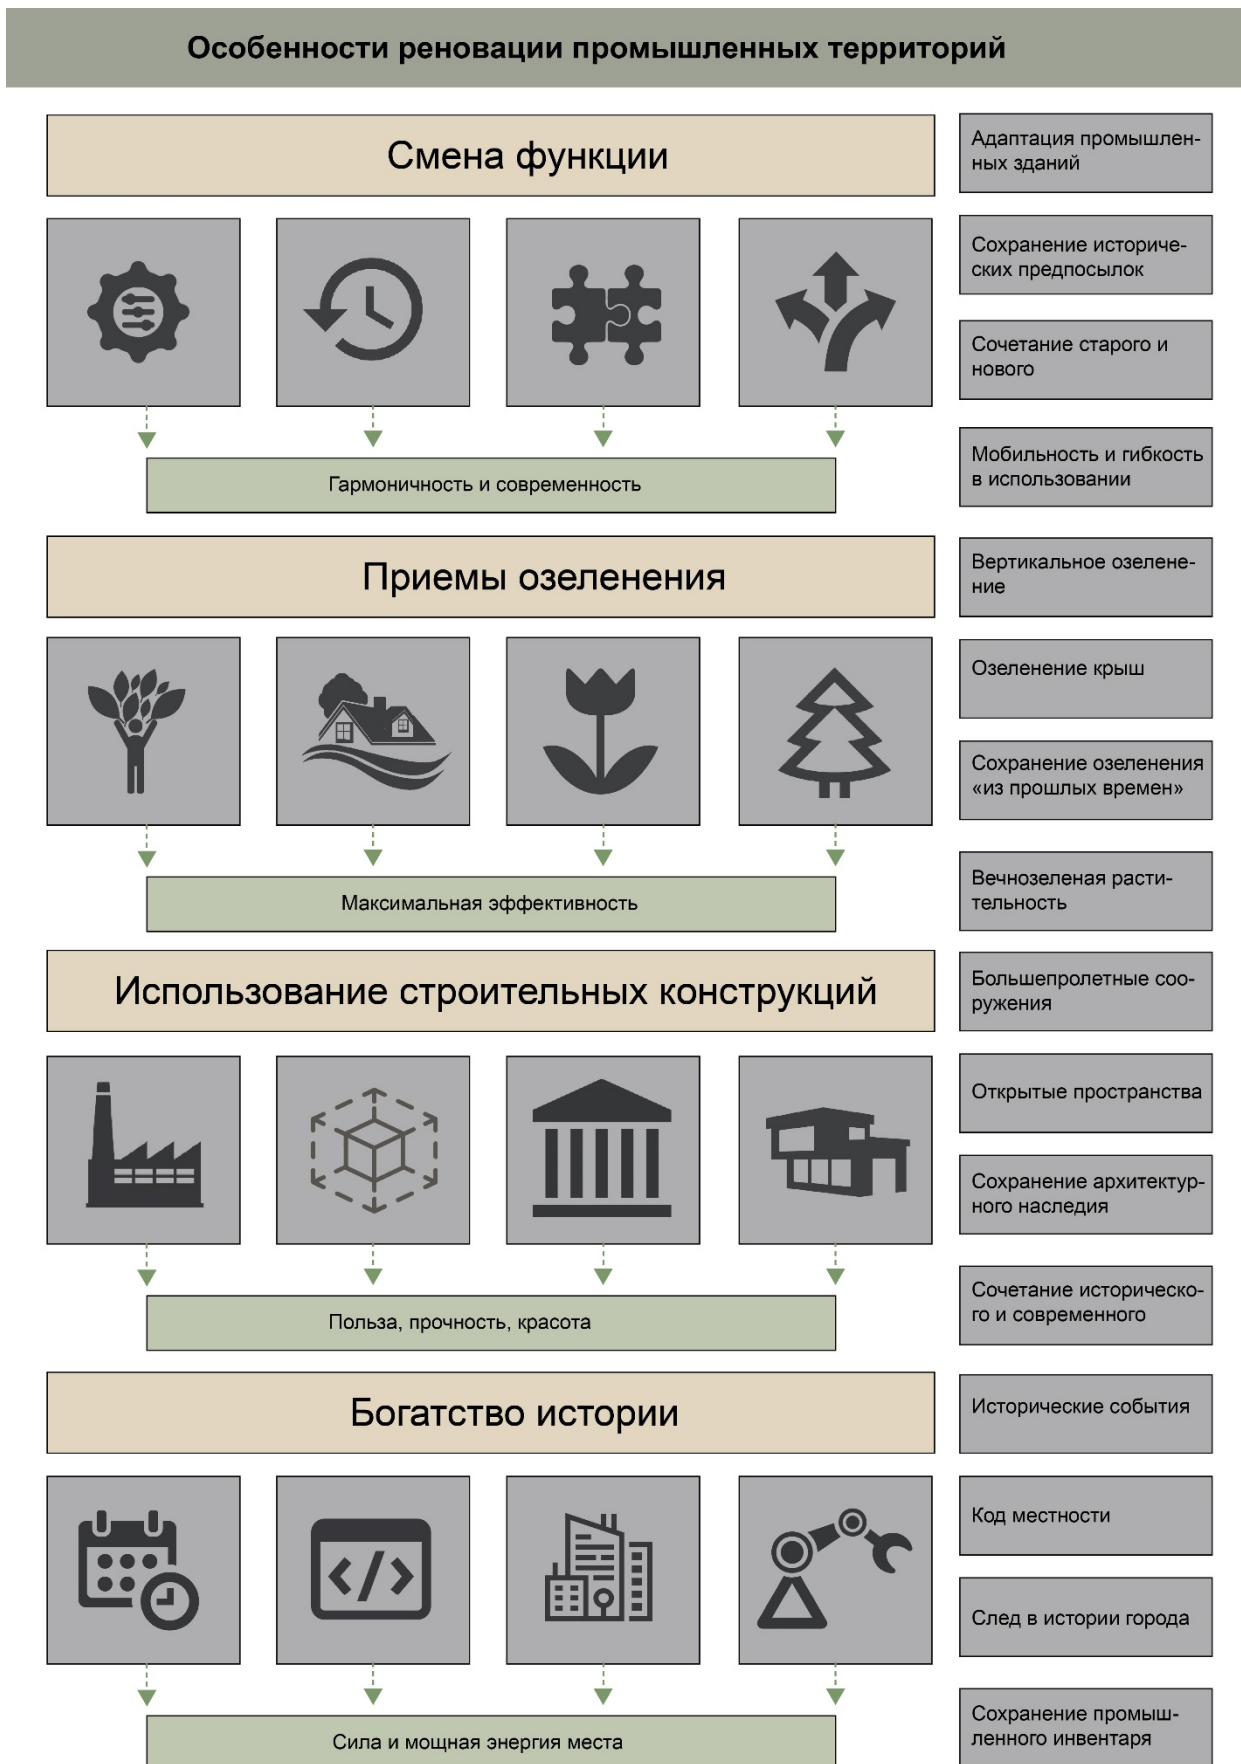 Особенности реновации промышленных территорий
Смена функции
Адаптация промышлен-
ных зданий
Сохранение историче-
ских предпосылок
Сочетание старого и
нового
Мобильность и гибкость
в использовании
Гармоничность и современность
Приемы озеленения
Вертикальное озелене-
ние
Озеленение крыш
Сохранение озеленения
«из прошлых времен»
Вечнозеленая расти-
тельность
Максимальная эффективность
Использование строительных конструкций
Большепролетные соо-
ружения
Открытые пространства
Сохранение архитектур-
ного наследия
Сочетание историческо-
го и современного
Польза, прочность, красота
Богатство истории
Исторические события
Код местности
След в истории города
Сохранение промыш-
ленного инвентаря
Сила и мощная энергия места